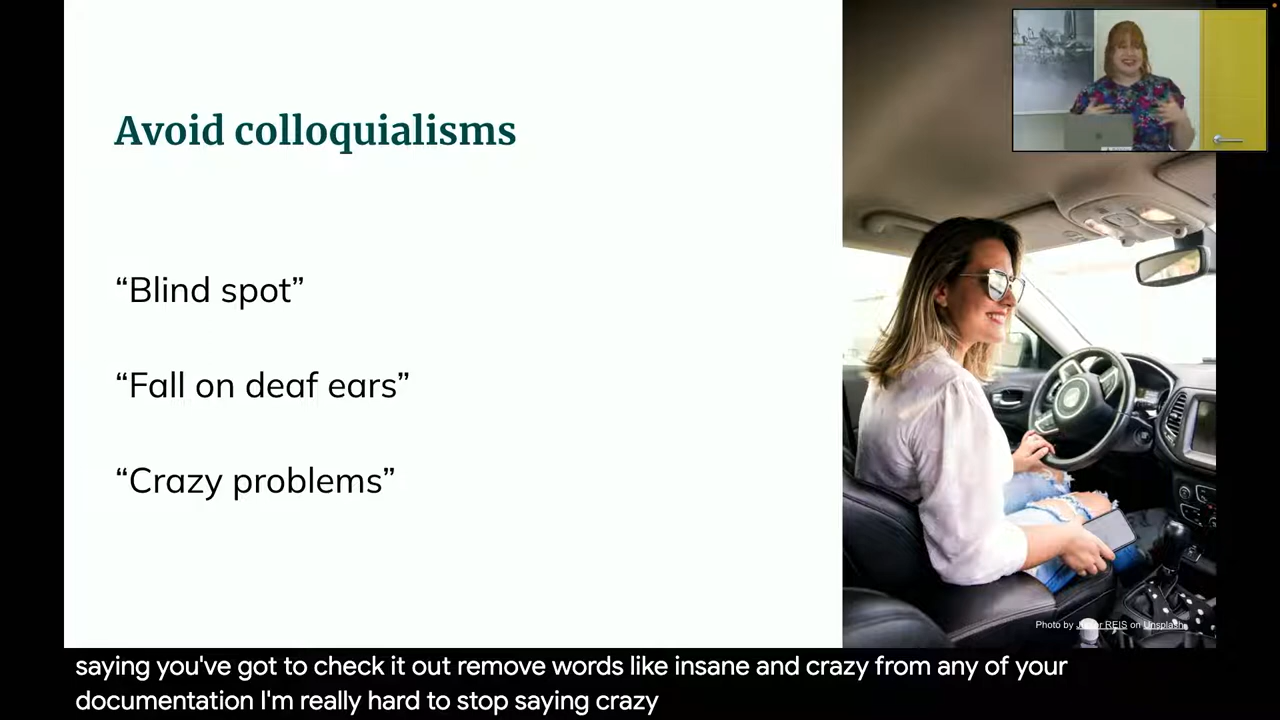 Avoid colloquialisms
“Blind spot”
“Fall on deaf ears”
“Crazy problems”
Photo by REIS on Unsplash
saying you've got to check it out remove words like insane and crazy from any of your
documentation I'm really hard to stop saying crazy